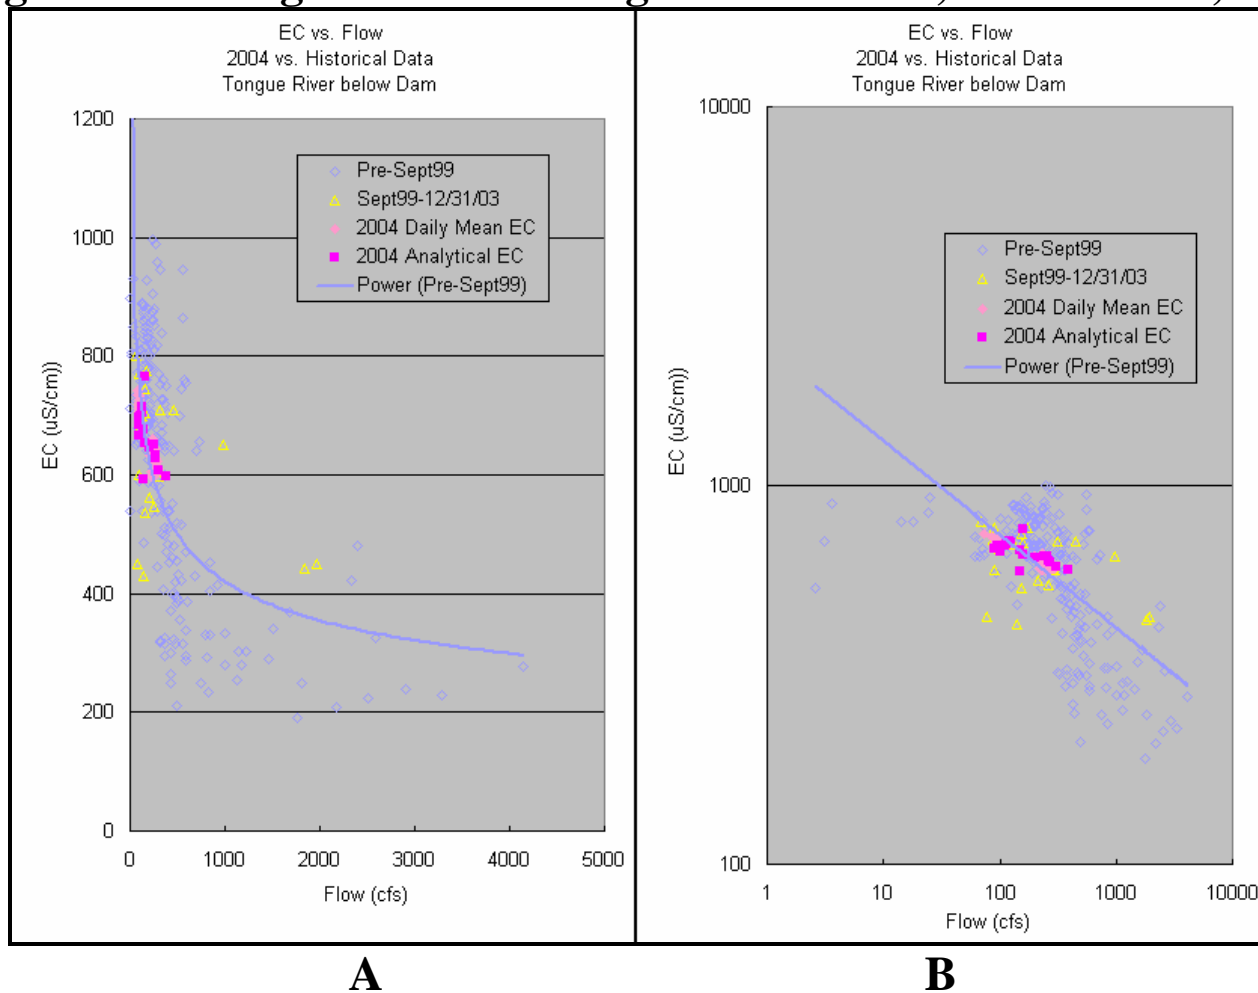 EC vs. Flow
2004 vs. Historical Data
Tongue River below Dam
1200
1000
800
600
400
200
0
EC (uS/cm))
Pre-Sept99
Sept99-12/31/03
2004 Daily Mean EC
2004 Analytical EC
Power (Pre-Sept99)
0 1000 2000 3000 4000 5000
Flow (cfs)
A
EC vs. Flow
2004 vs. Historical Data
Tongue River below Dam
10000
1000
100
EC (uS/cm))
Pre-Sept99
Sept99-12/31/03
2004 Daily Mean EC
2004 Analytical EC
Power (Pre-Sept99)
1 10 100 1000 10000
Flow (cfs)
B